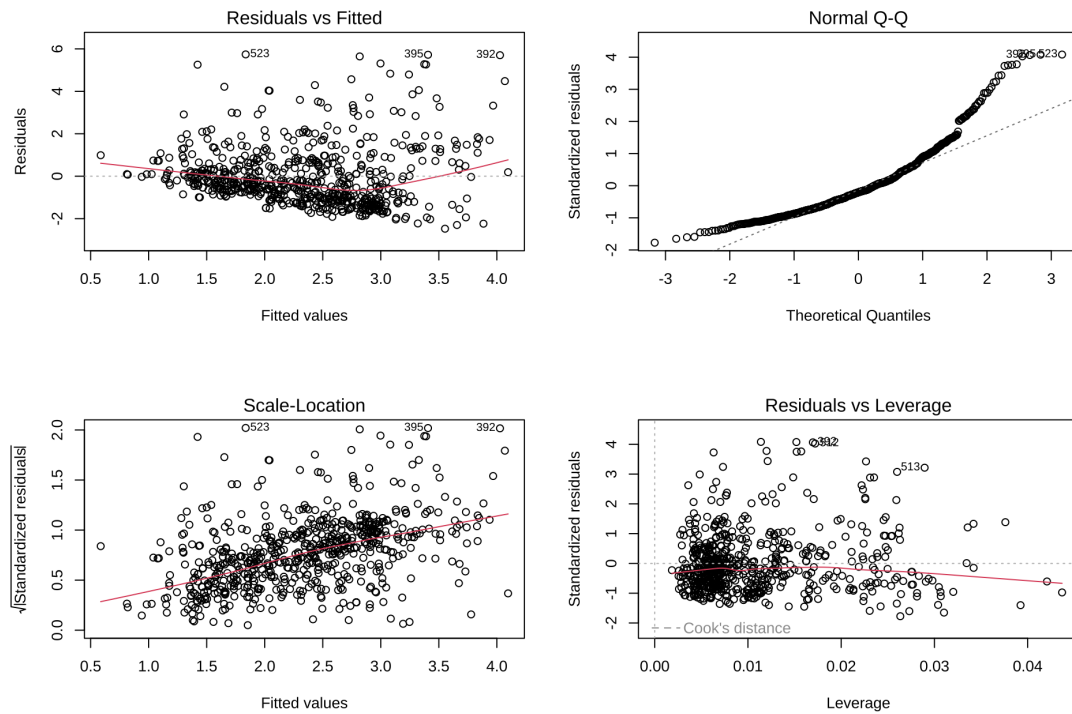 Residuals vs Fitted
Residuals
6
4
2
0
-2
523
395
392
0.5 1.0 1.5 2.0 2.5 3.0 3.5 4.0
Fitted values
Normal Q-Q
Standardized residuals
4
3
2
1
0
-1
-2
523
-3 -2 -1 0 1 2 3
Theoretical Quantiles
Scale-Location
√|Standardized residuals|
2.0
1.5
1.0
0.5
0.0
523
395
392
0.5 1.0 1.5 2.0 2.5 3.0 3.5 4.0
Fitted values
Residuals vs Leverage
Standardized residuals
4
3
2
1
0
-1
-2
513
Cook's distance
0.00 0.01 0.02 0.03 0.04
Leverage